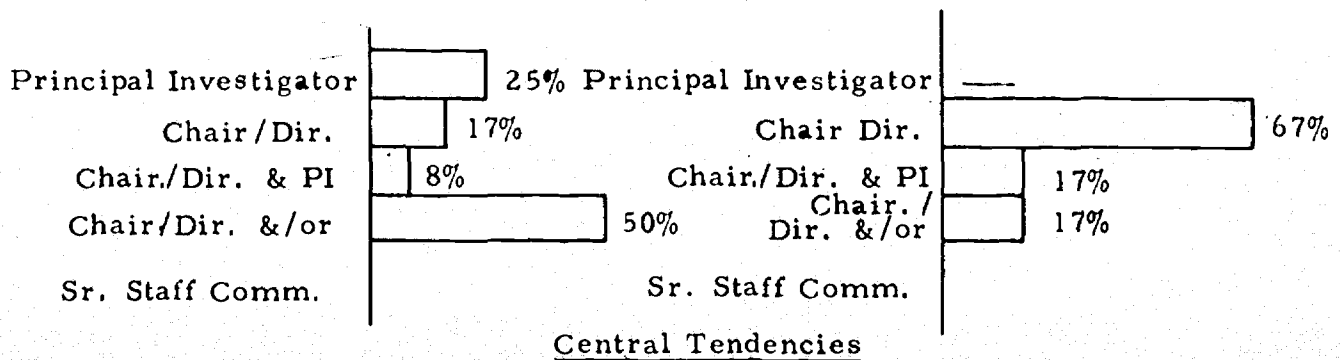 Principal Investigator 25% Principal Investigator
Chair/Dir. 17% Chair Dir. 67%
Chair./Dir. & PI 8% Chair./Dir. & PI 17%
Chair/Dir. &/or 50% Chair./
Dir. &/or 17%
Sr. Staff Comm. Sr. Staff Comm.
Central Tendencies